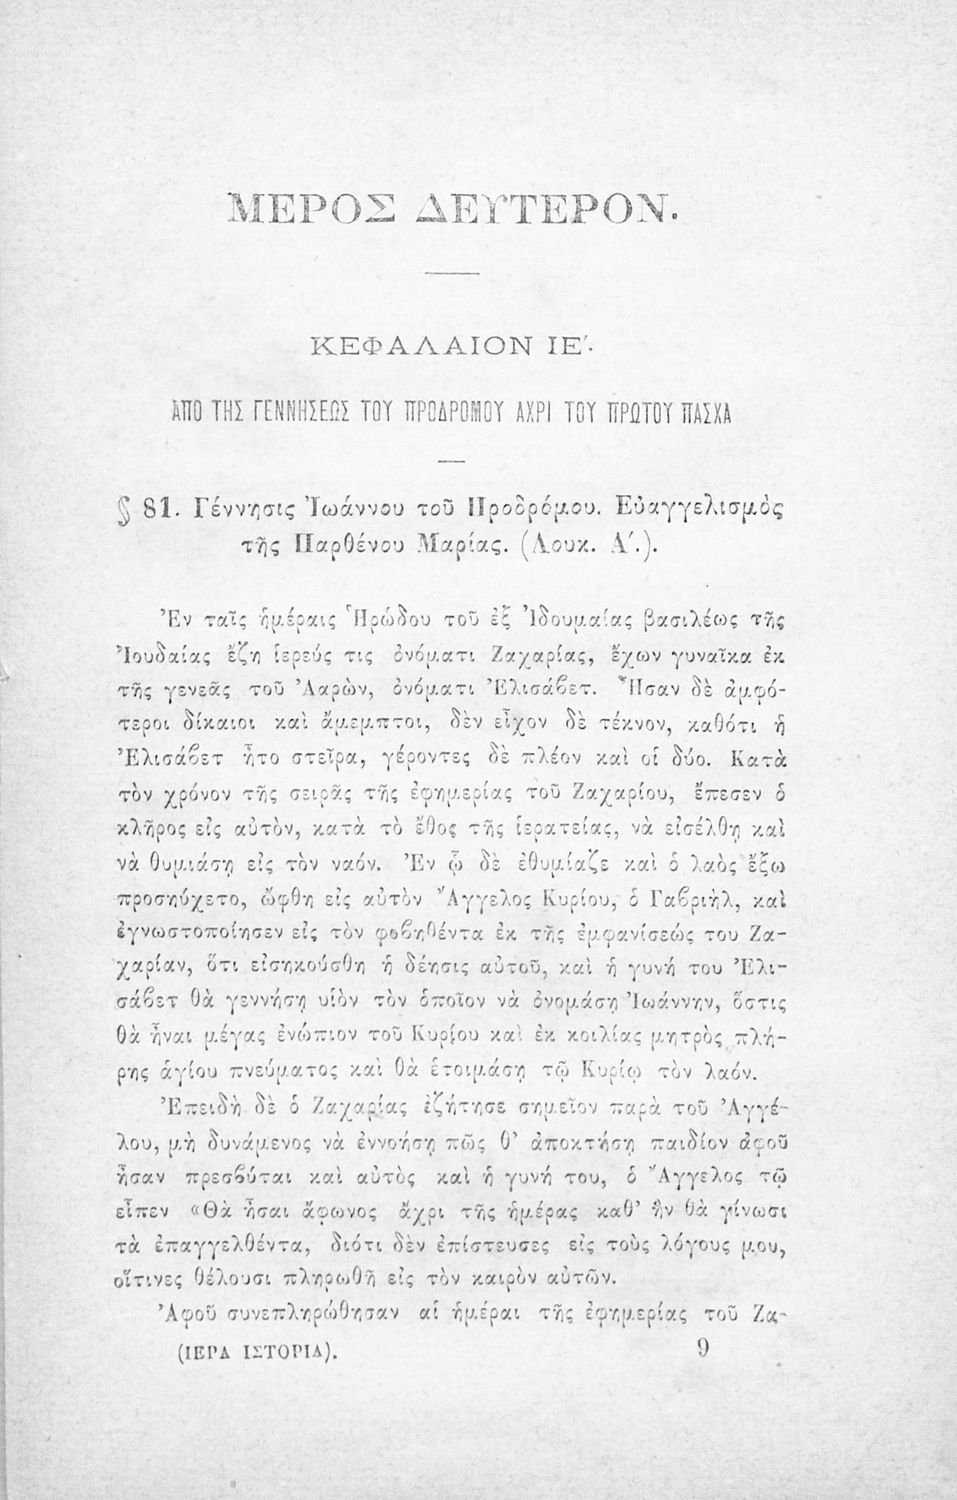 ΜΕΡΟΣ ΔΕΥΤΕΡΟΝ.
ΚΕΦΑΛΑΙΟΝ ΙΕ΄.
ΑΠΟ ΤΗΣ ΓΕΝΝΗΣΕΩΣ ΤΟΥ ΠΡΟΔΡΟΜΟΥ ΑΧΡΙ ΤΟΥ ΠΡΩΤΟΥ ΠΑΣΧΑ
§ 81. Γέννησις Ἰωάννου τοῦ Προδρόμου. Εὐαγγελισμὸς
τῆς Παρθένου Μαρίας. (Λουκ. Α΄.).
Ἐν ταῖς ἡμέραις Ἡρώδου τοῦ ἐξ Ἰδουμαίας βασιλέως τῆς
Ἰουδαίας ἔζη ἱερεύς τις ὀνόματι Ζαχαρίας, ἔχων γυναῖκα ἐκ
τῆς γενεᾶς τοῦ Ἀαρὼν, ὀνόματι Ἐλισάβετ. Ἦσαν δὲ ἀμφό-
τεροι δίκαιοι καὶ ἄμεμπτοι, δὲν εἶχον δὲ τέκνον, καθότι ἡ
Ἐλισάβετ ἦτο στεῖρα, γέροντες δὲ πλέον καὶ οἱ δύο. Κατὰ
τὸν χρόνον τῆς σειρᾶς τῆς ἐφημερίας τοῦ Ζαχαρίου, ἔπεσεν ὁ
κλῆρος εἰς αὐτὸν, κατὰ τὸ ἔθος τῆς ἱερατείας, νὰ εἰσέλθῃ καὶ
νὰ θυμιάσῃ εἰς τὸν ναόν. Ἐν ᾧ δὲ ἐθυμίαζε καὶ ὁ λαὸς ἔξω
προσηύχετο, ὤφθη εἰς αὐτὸν Ἄγγελος Κυρίου, ὁ Γαβριὴλ, καὶ
ἐγνωστοποίησεν εἰς τὸν φοβηθέντα ἐκ τῆς ἐμφανίσεώς του Ζα-
χαρίαν, ὅτι εἰσηκούσθη ἡ δέησις αὐτοῦ, καὶ ἡ γυνή του Ἐλι-
σάβετ θὰ γεννήσῃ υἱὸν τὸν ὁποῖον νὰ ὀνομάσῃ Ἰωάννην, ὅστις
θὰ ἦναι μέγας ἐνώπιον τοῦ Κυρίου καὶ ἐκ κοιλίας μητρὸς πλή-
ρης ἁγίου πνεύματος καὶ θὰ ἑτοιμάσῃ τῷ Κυρίῳ τὸν λαόν.
Ἐπειδὴ δὲ ὁ Ζαχαρίας ἐζήτησε σημεῖον παρὰ τοῦ Ἀγγέ-
λου, μὴ δυνάμενος νὰ ἐννοήσῃ πῶς θ' ἀποκτήσῃ παιδίον ἀφοῦ
ἦσαν πρεσβύται καὶ αὐτὸς καὶ ἡ γυνή του, ὁ Ἄγγελος τῷ
εἶπεν «Θὰ ἦσαι ἄφωνος ἄχρι τῆς ἡμέρας καθ' ἣν θὰ γίνωσι
τὰ ἐπαγγελθέντα, διότι δὲν ἐπίστευσες εἰς τοὺς λόγους μου,
οἵτινες θέλουσι πληρωθῆ εἰς τὸν καιρὸν αὐτῶν.
Ἀφοῦ συνεπληρώθησαν αἱ ἡμέραι τῆς ἐφημερίας τοῦ Ζα-
(ΙΕΡΑ ΙΣΤΟΡΙΑ). 9